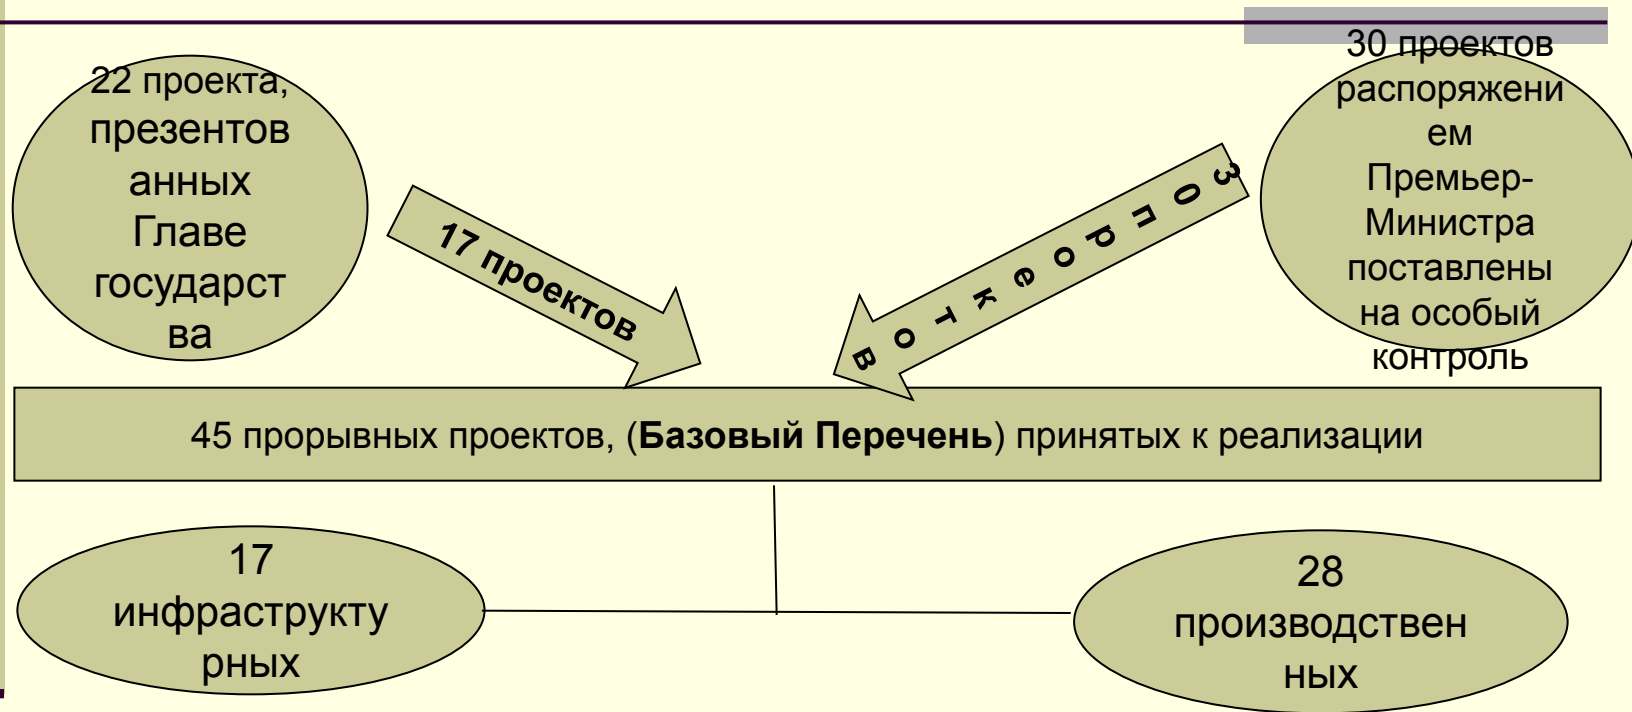 22 проекта,
презентов
анных
Главе
государст
ва
30 проектов
распоряжени
ем
Премьер-
Министра
поставлены
на особый
контроль
17 проектов
30 проектов
45 прорывных проектов, (Базовый Перечень) принятых к реализации
17
инфраструкту
рных
28
производствен
ных